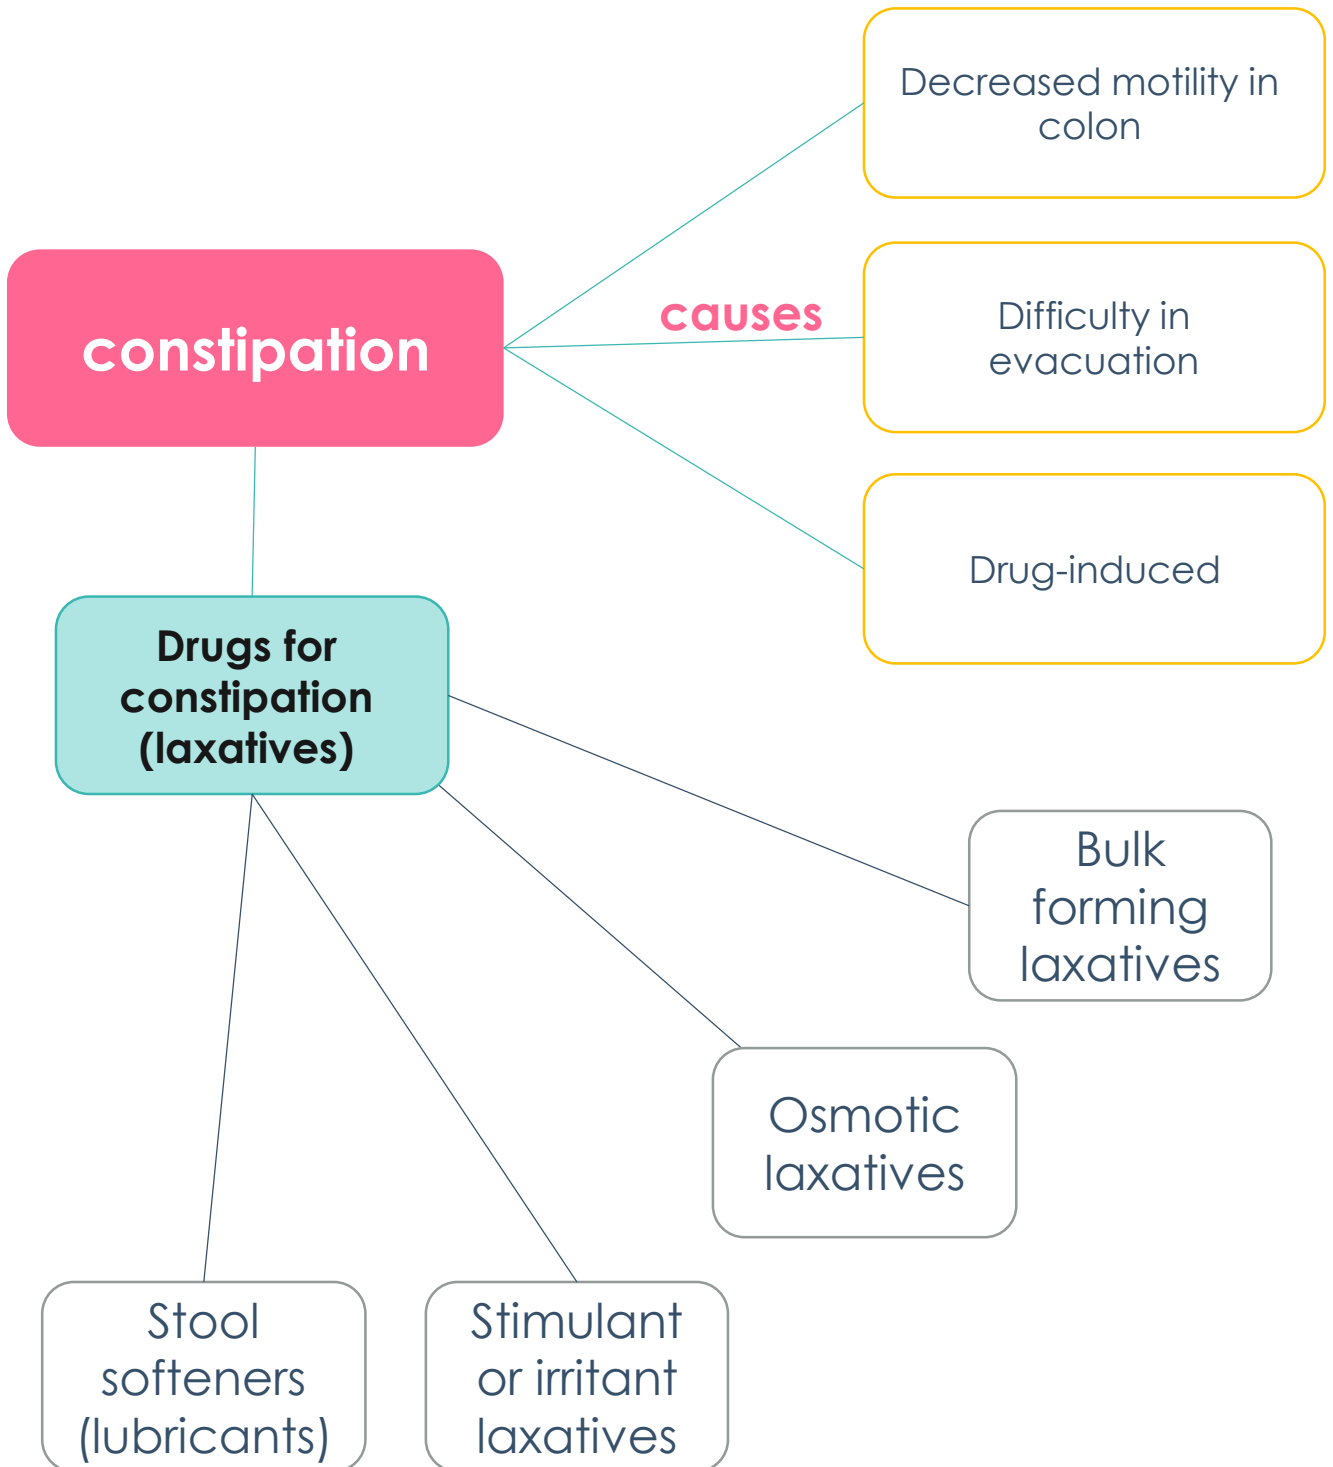 Decreased motility in
colon
constipation
causes
Difficulty in
evacuation
Drug-induced
Drugs for
constipation
(laxatives)
Bulk
forming
laxatives
Osmotic
laxatives
Stool
softeners
(lubricants)
Stimulant
or irritant
laxatives